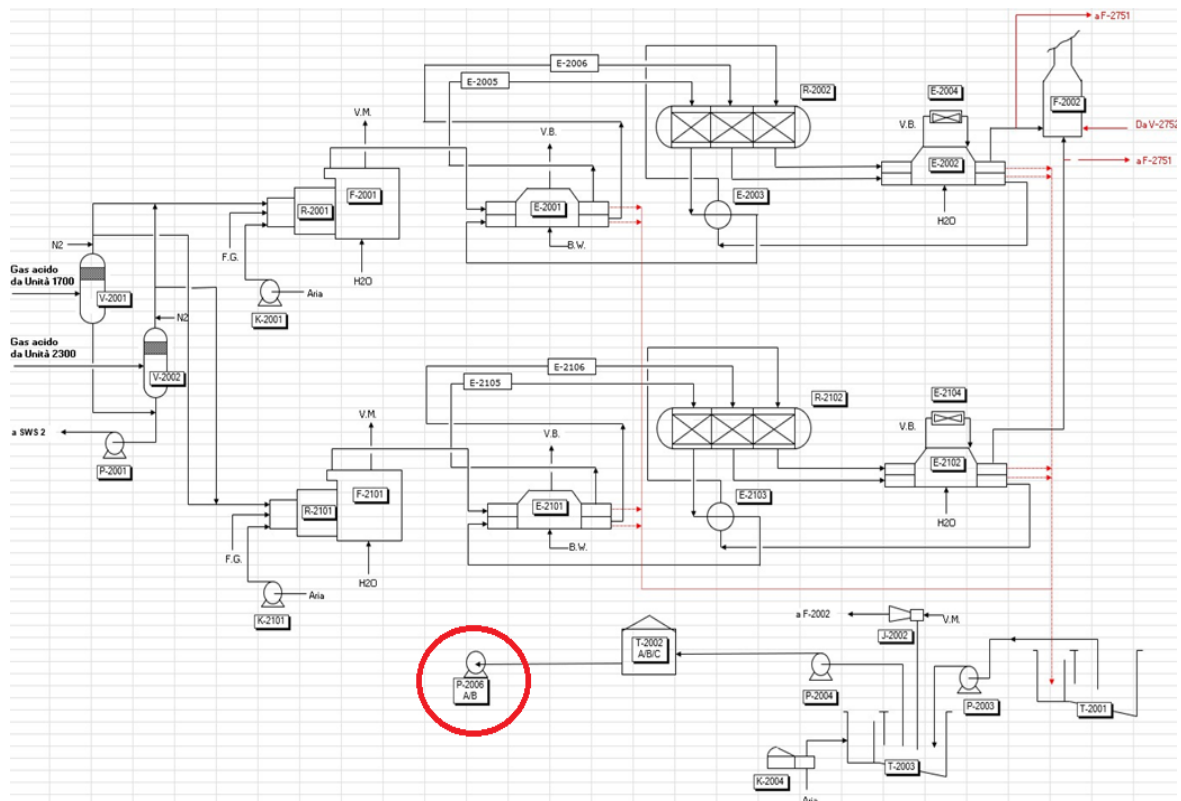 a F-2751
E-2006
E-2005
F-2002
R-2002
E-2004
V.M.
V.B.
V.B.
Da V-2752
a F-2751
E-2002
F-2001
R-2001
E-2001
E-2003
H2O
N2
F.G.
B.W.
H2O
Gas acido
da Unità 1700
V-2001
Aria
K-2001
N2
Gas acido
da Unità 2300
V-2002
E-2106
E-2105
R-2102
E-2104
V.M.
V.B.
V.B.
a SWS 2
P-2001
E-2102
F-2101
R-2101
E-2101
E-2103
H2O
F.G.
B.W.
H2O
Aria
K-2101
a F-2002
V.M.
J-2002
T-2002
A/B/C
P-2006
A/B
P-2004
P-2003
T-2001
T-2003
K-2004
Aria